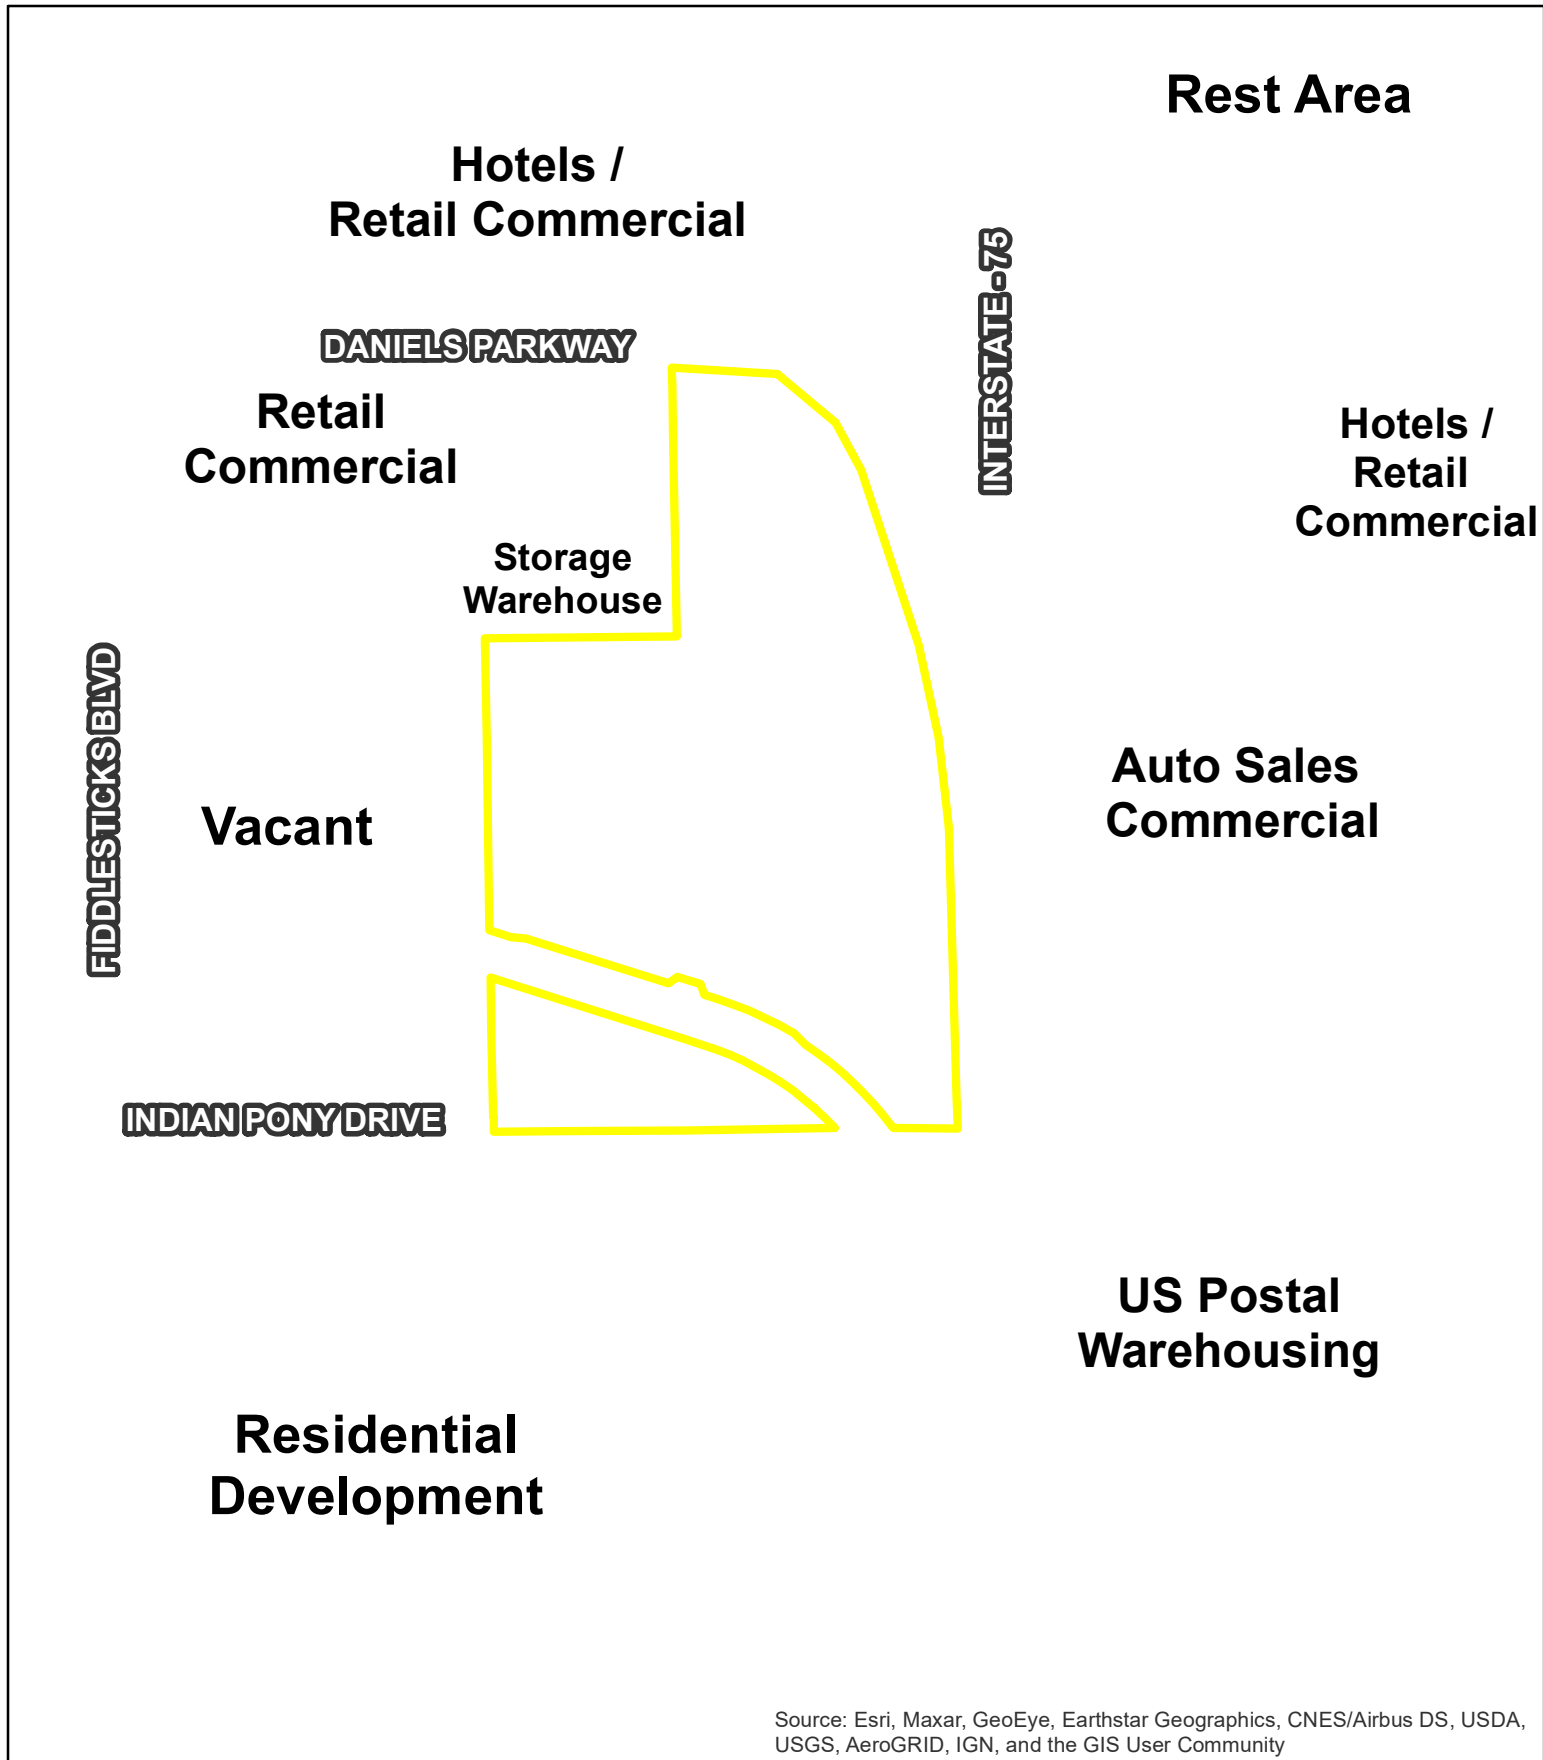 Rest Area
Hotels /
Retail Commercial
INTERSTATE - 75
DANIELS PARKWAY
Retail
Commercial
Hotels /
Retail
Commercial
Storage
Warehouse
FIDDLESTICKS BLVD
Auto Sales
Commercial
Vacant
INDIAN PONY DRIVE
US Postal
Warehousing
Residential
Development
Source: Esri, Maxar, GeoEye, Earthstar Geographics, CNES/Airbus DS, USDA,
USGS, AeroGRID, IGN, and the GIS User Community